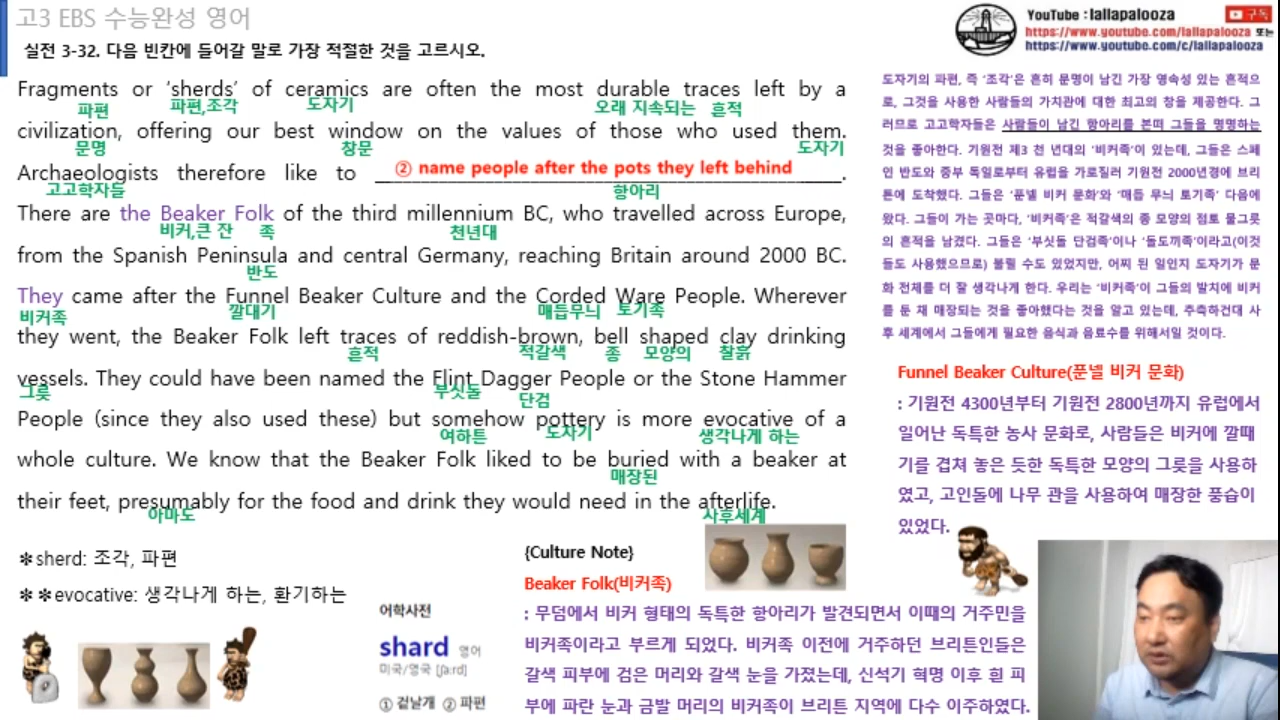 고3 EBS 수능완성 영어
실전 3-32. 다음 빈칸에 들어갈 말로 가장 적절한 것을 고르시오.
Fragments or ‘sherds’ of ceramics are often the most durable traces left by a
파편 파편,조각 도자기 오래 지속되는 흔적
civilization, offering our best window on the values of those who used them.
문명 창문 도자기
Archaeologists therefore like to ② name people after the pots they left behind.
고고학자들 항아리
There are the Beaker Folk of the third millennium BC, who travelled across Europe,
비커,큰 잔 족 천년대
from the Spanish Peninsula and central Germany, reaching Britain around 2000 BC.
반도
They came after the Funnel Beaker Culture and the Corded Ware People. Wherever
비커족 깔대기 매듭무늬 토기족
they went, the Beaker Folk left traces of reddish-brown, bell shaped clay drinking
흔적 적갈색 종 모양의 찰흙
vessels. They could have been named the Flint Dagger People or the Stone Hammer
그릇 부싯돌 단검
People (since they also used these) but somehow pottery is more evocative of a
여하튼 도자기 생각나게 하는
whole culture. We know that the Beaker Folk liked to be buried with a beaker at
매장된
their feet, presumably for the food and drink they would need in the afterlife.
아마도 사후세계
✻sherd: 조각, 파편
✻✻evocative: 생각나게 하는, 환기하는
어학사전
shard 영어
미국/영국 [ʃaːrd]
① 겉날개 ② 파편
{Culture Note}
Beaker Folk(비커족)
: 무덤에서 비커 형태의 독특한 항아리가 발견되면서 이때의 거주민을
비커족이라고 부르게 되었다. 비커족 이전에 거주하던 브리튼인들은
갈색 피부에 검은 머리와 갈색 눈을 가졌는데, 신석기 혁명 이후 흰 피
부에 파란 눈과 금발 머리의 비커족이 브리튼 지역에 다수 이주하였다.
YouTube : lallapalooza
구독
https://www.youtube.com/lallapalooza 또는
https://www.youtube.com/c/lallapalooza
도자기의 파편, 즉 ‘조각’은 흔히 문명이 남긴 가장 영속성 있는 흔적으
로, 그것을 사용한 사람들의 가치관에 대한 최고의 창을 제공한다. 그
러므로 고고학자들은 사람들이 남긴 항아리를 본떠 그들을 명명하는
것을 좋아한다. 기원전 제3 천 년대의 ‘비커족’이 있는데, 그들은 스페
인 반도와 중부 독일로부터 유럽을 가로질러 기원전 2000년경에 브리
튼에 도착했다. 그들은 ‘푼넬 비커 문화’와 ‘매듭 무늬 토기족’ 다음에
왔다. 그들이 가는 곳마다, ‘비커족’은 적갈색의 종 모양의 점토 물그릇
의 흔적을 남겼다. 그들은 ‘부싯돌 단검족’이나 ‘돌도끼족’이라고(이것
들도 사용했으므로) 불릴 수도 있었지만, 어찌 된 일인지 도자기가 문
화 전체를 더 잘 생각나게 한다. 우리는 ‘비커족’이 그들의 발치에 비커
를 둔 채 매장되는 것을 좋아했다는 것을 알고 있는데, 추측하건대 사
후 세계에서 그들에게 필요한 음식과 음료수를 위해서일 것이다.
Funnel Beaker Culture(푼넬 비커 문화)
: 기원전 4300년부터 기원전 2800년까지 유럽에서
일어난 독특한 농사 문화로, 사람들은 비커에 깔때
기를 겹쳐 놓은 듯한 독특한 모양의 그릇을 사용하
였고, 고인돌에 나무 관을 사용하여 매장한 풍습이
있었다.